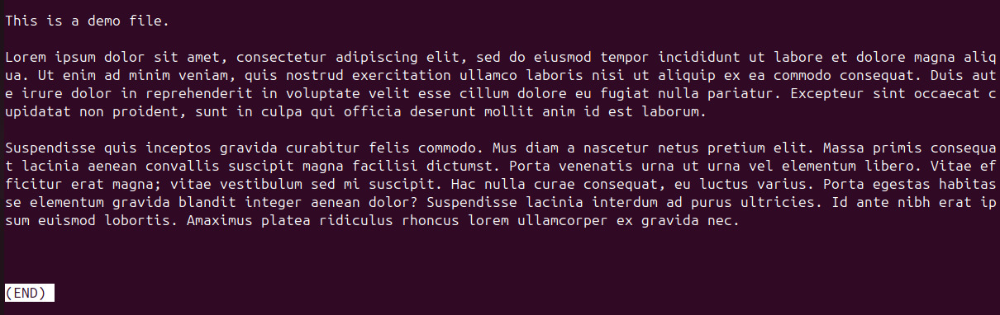 This is a demo file.
Lorem ipsum dolor sit amet, consectetur adipiscing elit, sed do eiusmod tempor incididunt ut labore et dolore magna aliq
ua. Ut enim ad minim veniam, quis nostrud exercitation ullamco laboris nisi ut aliquip ex ea commodo consequat. Duis aut
e irure dolor in reprehenderit in voluptate velit esse cillum dolore eu fugiat nulla pariatur. Excepteur sint occaecat c
upidatat non proident, sunt in culpa qui officia deserunt mollit anim id est laborum.
Suspendisse quis inceptos gravida curabitur felis commodo. Mus diam a nascetur netus pretium elit. Massa primis consequa
t lacinia aenean convallis suscipit magna facilisi dictumst. Porta venenatis urna ut urna vel elementum libero. Vitae ef
ficitur erat magna; vitae vestibulum sed mi suscipit. Hac nulla curae consequat, eu luctus varius. Porta egestas habitas
se elementum gravida blandit integer aenean dolor? Suspendisse lacinia interdum ad purus ultricies. Id ante nibh erat ip
sum euismod lobortis. Amaximus platea ridiculus rhoncus lorem ullamcorper ex gravida nec.
(END)